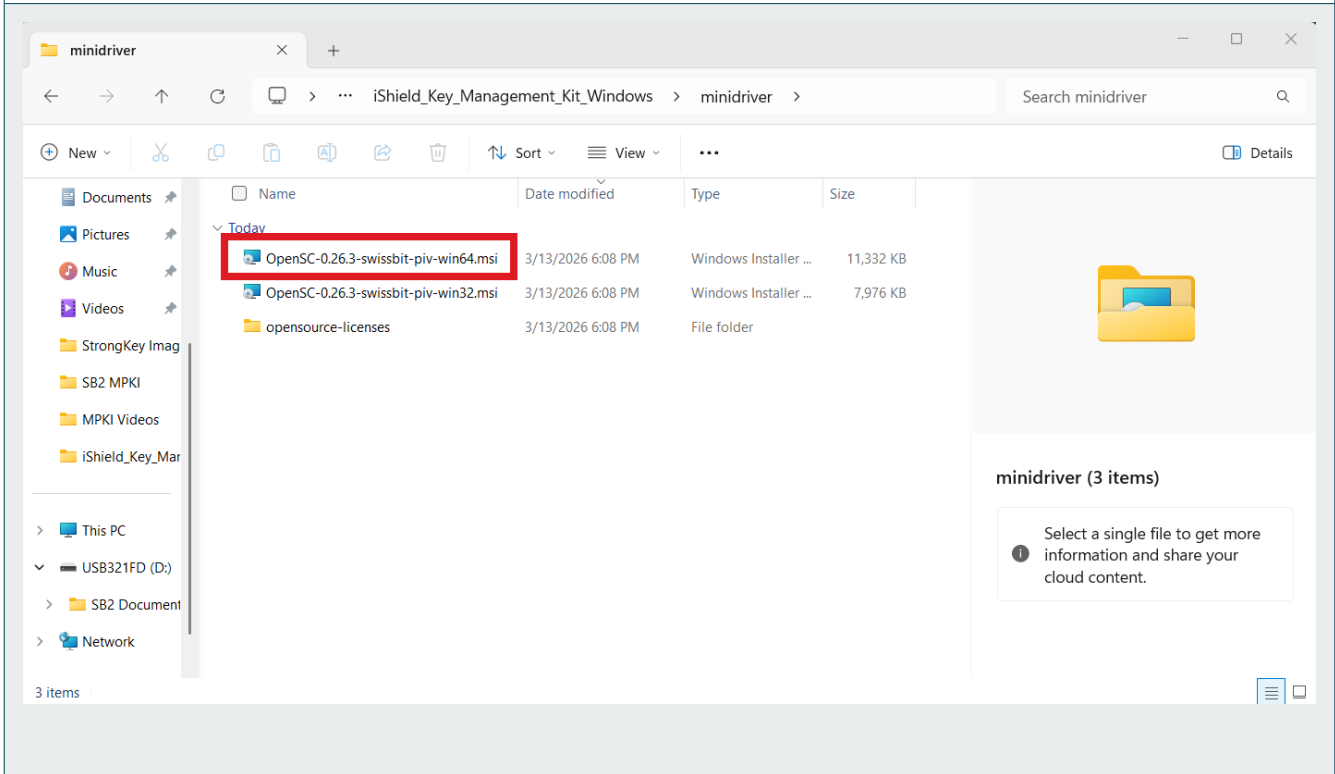 minidriver
iShield_Key_Management_Kit_Windows > minidriver >
Search minidriver
New
Sort
View
Details
Documents
Pictures
Music
Videos
StrongKey Imag
SB2 MPKI
MPKI Videos
iShield_Key_Mar
This PC
USB321FD (D:)
SB2 Document
Network
Name Date modified Type Size
Today
OpenSC-0.26.3-swissbit-piv-win64.msi 3/13/2026 6:08 PM Windows Installer ... 11,332 KB
OpenSC-0.26.3-swissbit-piv-win32.msi 3/13/2026 6:08 PM Windows Installer ... 7,976 KB
opensource-licenses 3/13/2026 6:08 PM File folder
minidriver (3 items)
Select a single file to get more
information and share your
cloud content.
3 items